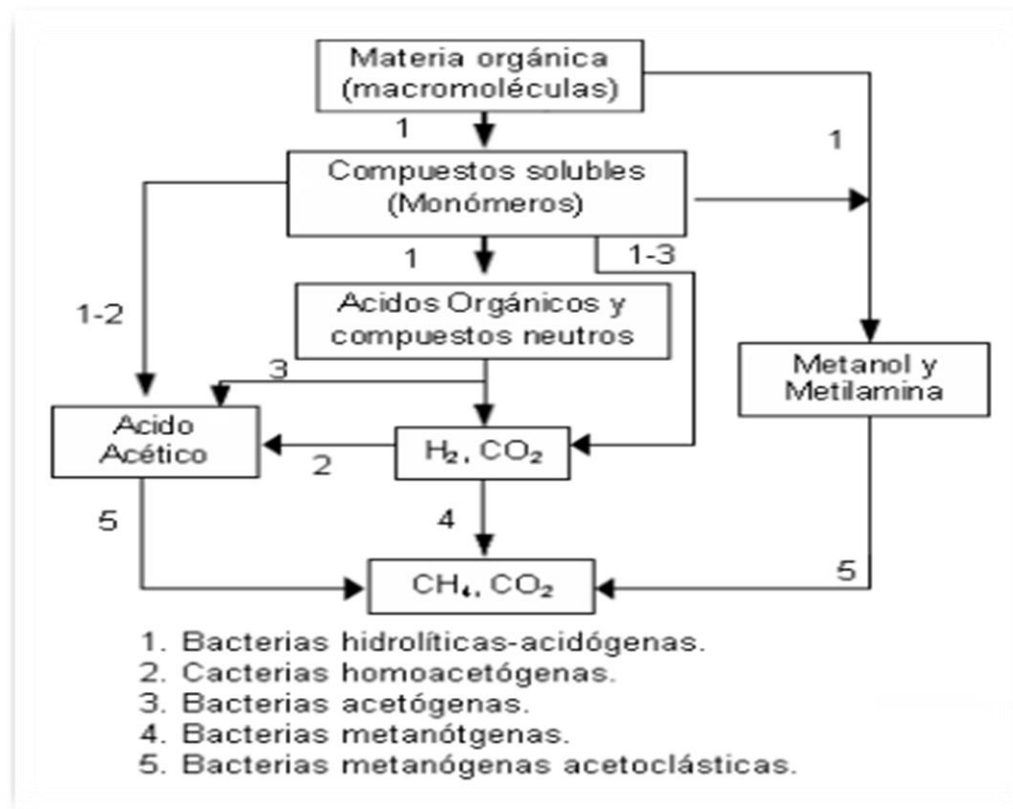 Materia orgánica
(macromoléculas)
1
1
Compuestos solubles
(Monómeros)
1
1-3
1-2
Acidos Orgánicos y
compuestos neutros
3
Metanol y
Metilamina
Acido
Acético
H₂, CO₂
2
5
4
5
CH₄, CO₂
1. Bacterias hidrolíticas-acidógenas.
2. Cacterias homoacetógenas.
3. Bacterias acetógenas.
4. Bacterias metanótgenas.
5. Bacterias metanógenas acetoclásticas.